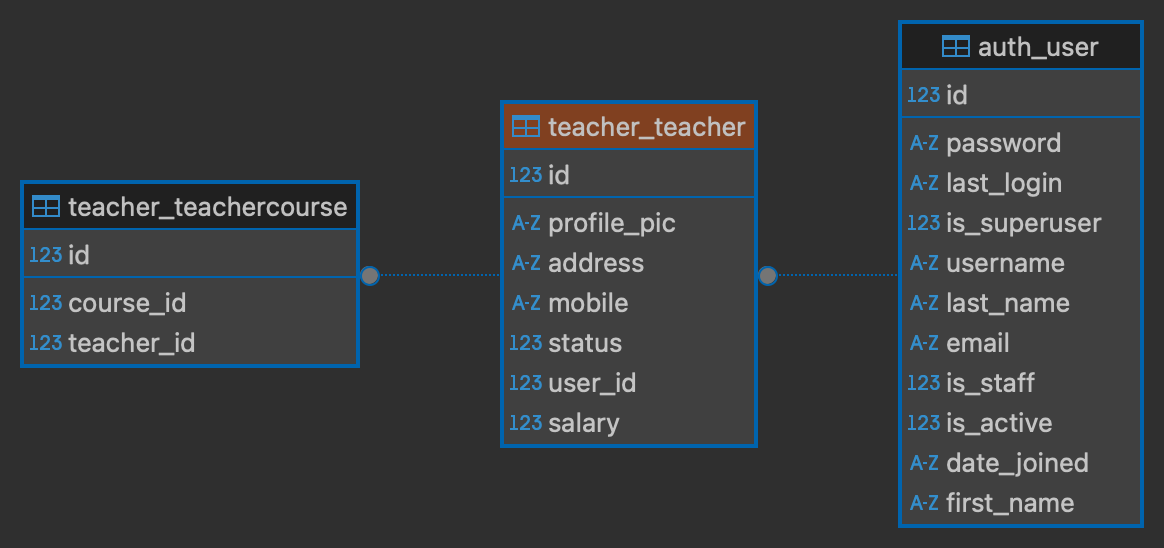 teacher_teachercourse
123 id
123 course_id
123 teacher_id
teacher_teacher
123 id
A-Z profile_pic
A-Z address
A-Z mobile
123 status
123 user_id
123 salary
auth_user
123 id
A-Z password
A-Z last_login
123 is_superuser
A-Z username
A-Z last_name
A-Z email
123 is_staff
123 is_active
A-Z date_joined
A-Z first_name